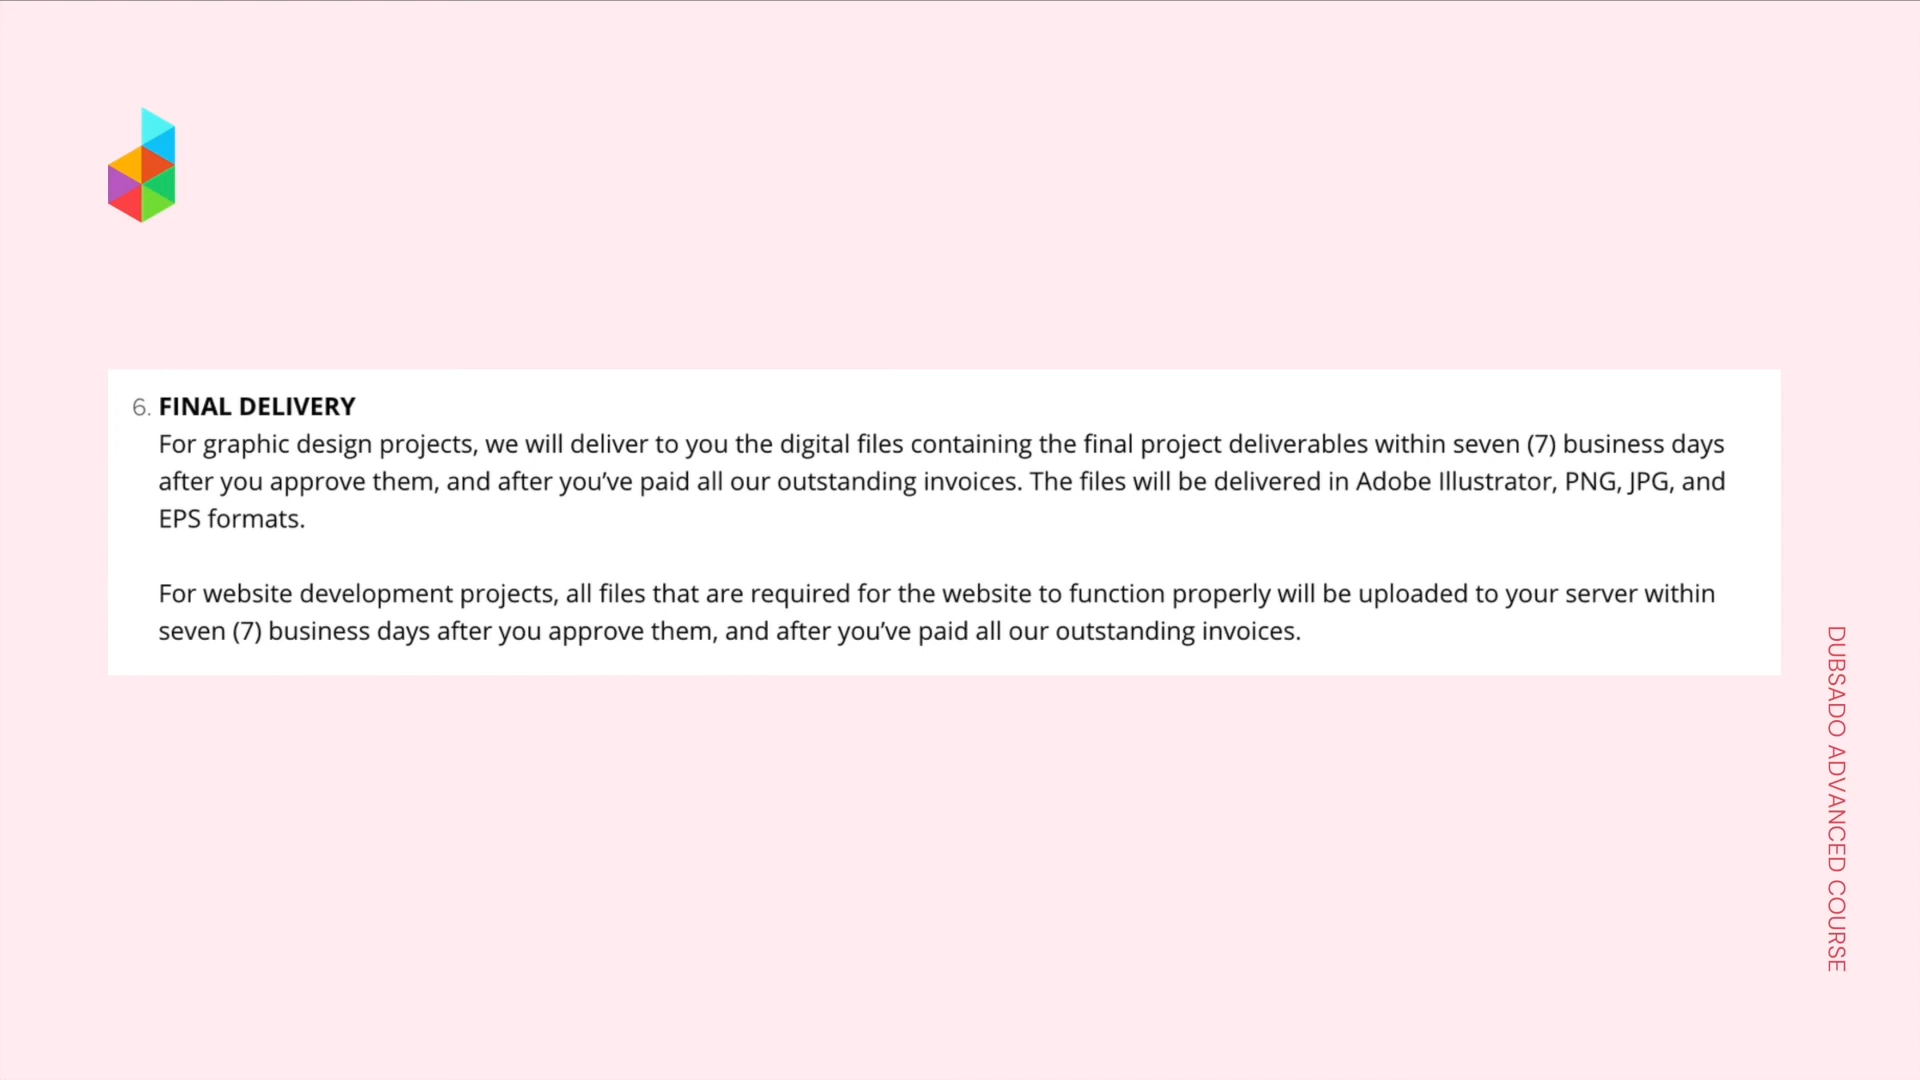 6. FINAL DELIVERY
For graphic design projects, we will deliver to you the digital files containing the final project deliverables within seven (7) business days
after you approve them, and after you’ve paid all our outstanding invoices. The files will be delivered in Adobe Illustrator, PNG, JPG, and
EPS formats.
For website development projects, all files that are required for the website to function properly will be uploaded to your server within
seven (7) business days after you approve them, and after you’ve paid all our outstanding invoices.
DUBSADO ADVANCED COURSE